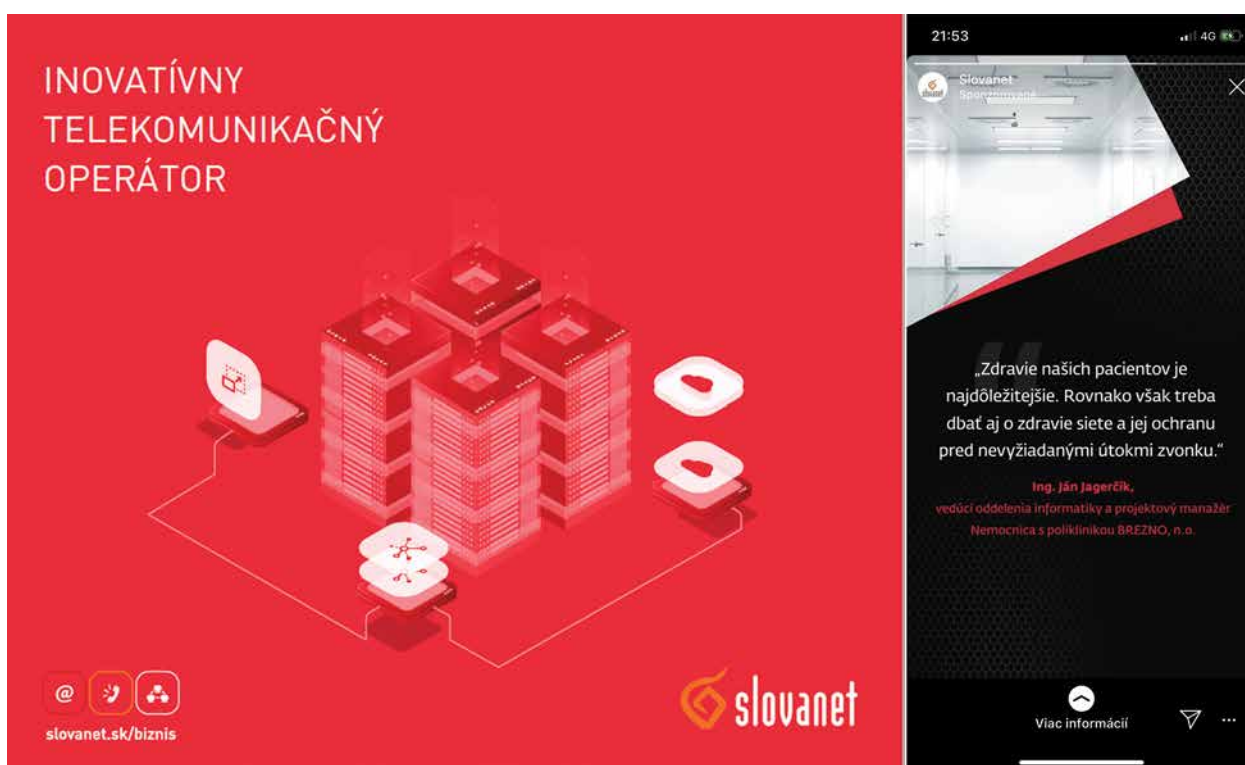 INOVATÍVNY
TELEKOMUNIKAČNÝ
OPERÁTOR
@
slovanet.sk/biznis
slovanet
21:53
4G
Slovanet
Sponzorované
„Zdravie našich pacientov je
najdôležitejšie. Rovnako však treba
dbať aj o zdravie siete a jej ochranu
pred nevyžiadanými útokmi zvonku.“
Ing. Ján Jagerčík,
vedúci oddelenia informatiky a projektový manažér
Nemocnica s poliklinikou BREZNO, n.o.
Viac informácií